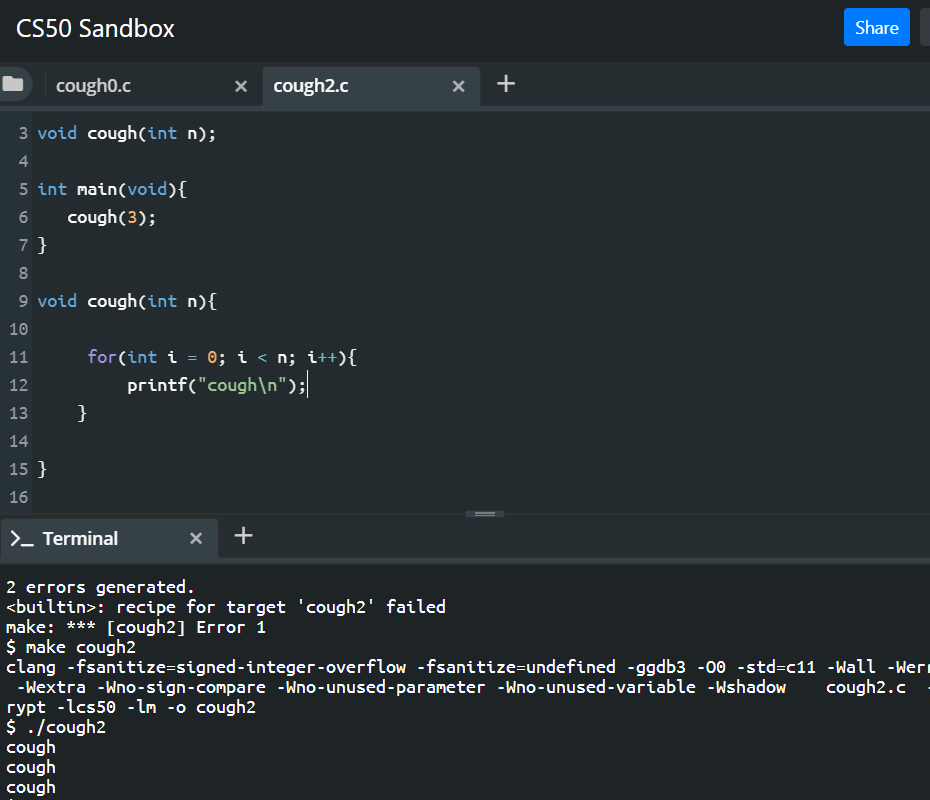 CS50 Sandbox
Share
cough0.c × cough2.c × +
3 void cough(int n);
4
5 int main(void){
6 cough(3);
7 }
8
9 void cough(int n){
10
11 for(int i = 0; i < n; i++){
12 printf("cough\n");
13 }
14
15 }
16
>_ Terminal × +
2 errors generated.
<builtin>: recipe for target 'cough2' failed
make: *** [cough2] Error 1
$ make cough2
clang -fsanitize=signed-integer-overflow -fsanitize=undefined -ggdb3 -O0 -std=c11 -Wall -Werr
-Wextra -Wno-sign-compare -Wno-unused-parameter -Wno-unused-variable -Wshadow cough2.c -
rypt -lcs50 -lm -o cough2
$ ./cough2
cough
cough
cough